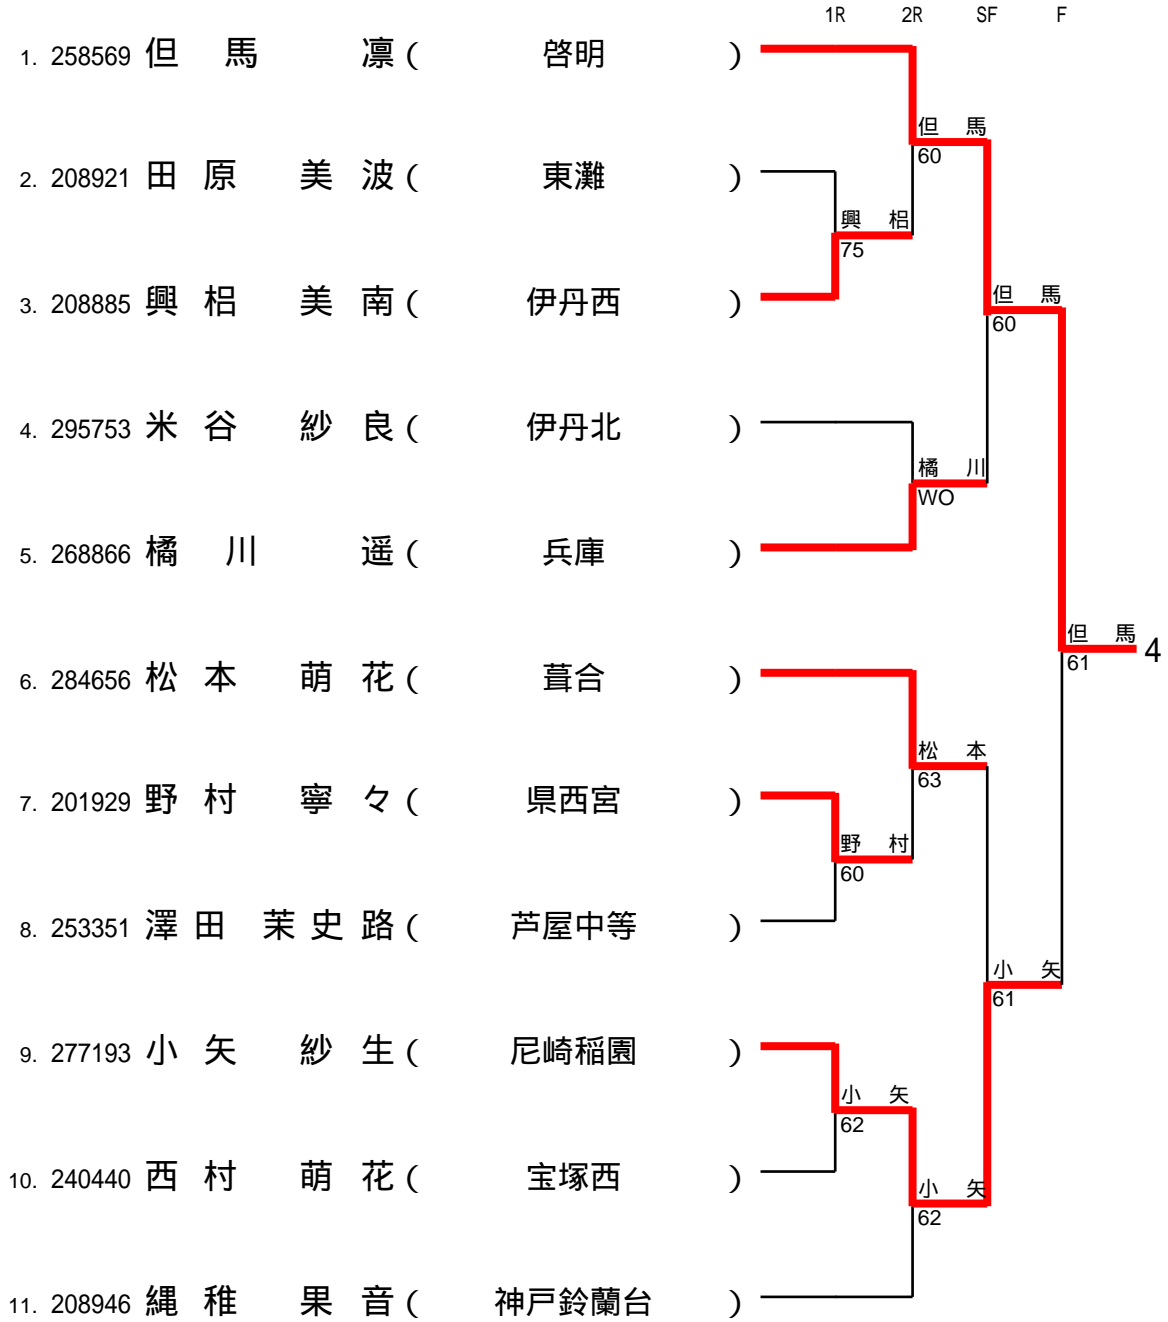 1R 2R SF F
1. 258569 但馬 凛 ( 啓明 )
但馬
60
2. 208921 田原 美波 ( 東灘 )
興梠
75
3. 208885 興梠 美南 ( 伊丹西 )
但馬
60
4. 295753 米谷 紗良 ( 伊丹北 )
橘川
WO
5. 268866 橘川 遥 ( 兵庫 )
但馬 4
61
6. 284656 松本 萌花 ( 葺合 )
松本
63
7. 201929 野村 寧々 ( 県西宮 )
野村
60
8. 253351 澤田 茉史路 ( 芦屋中等 )
小矢
61
9. 277193 小矢 紗生 ( 尼崎稲園 )
小矢
62
10. 240440 西村 萌花 ( 宝塚西 )
小矢
62
11. 208946 縄稚 果音 ( 神戸鈴蘭台 )